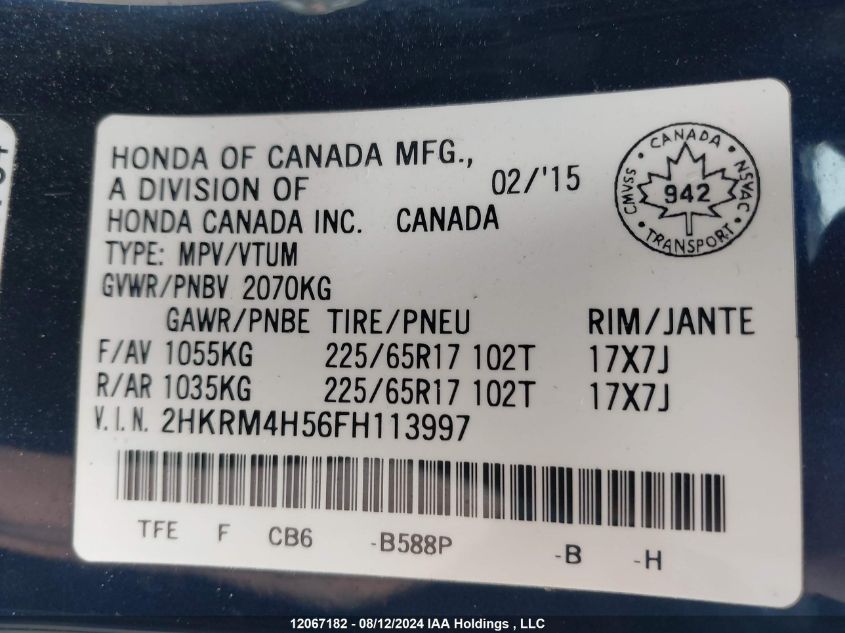 HONDA OF CANADA MFG.,
A DIVISION OF 02/'15
HONDA CANADA INC. CANADA
TYPE: MPV/VTUM
GVWR/PNBV 2070KG
GAWR/PNBE TIRE/PNEU RIM/JANTE
F/AV 1055KG 225/65R17 102T 17X7J
R/AR 1035KG 225/65R17 102T 17X7J
V.I.N. 2HKRM4H56FH113997
TFE F CB6 -B588P -B -H
CANADA
CMVSS 942 NSVAC
TRANSPORT
12067182 - 08/12/2024 IAA Holdings , LLC